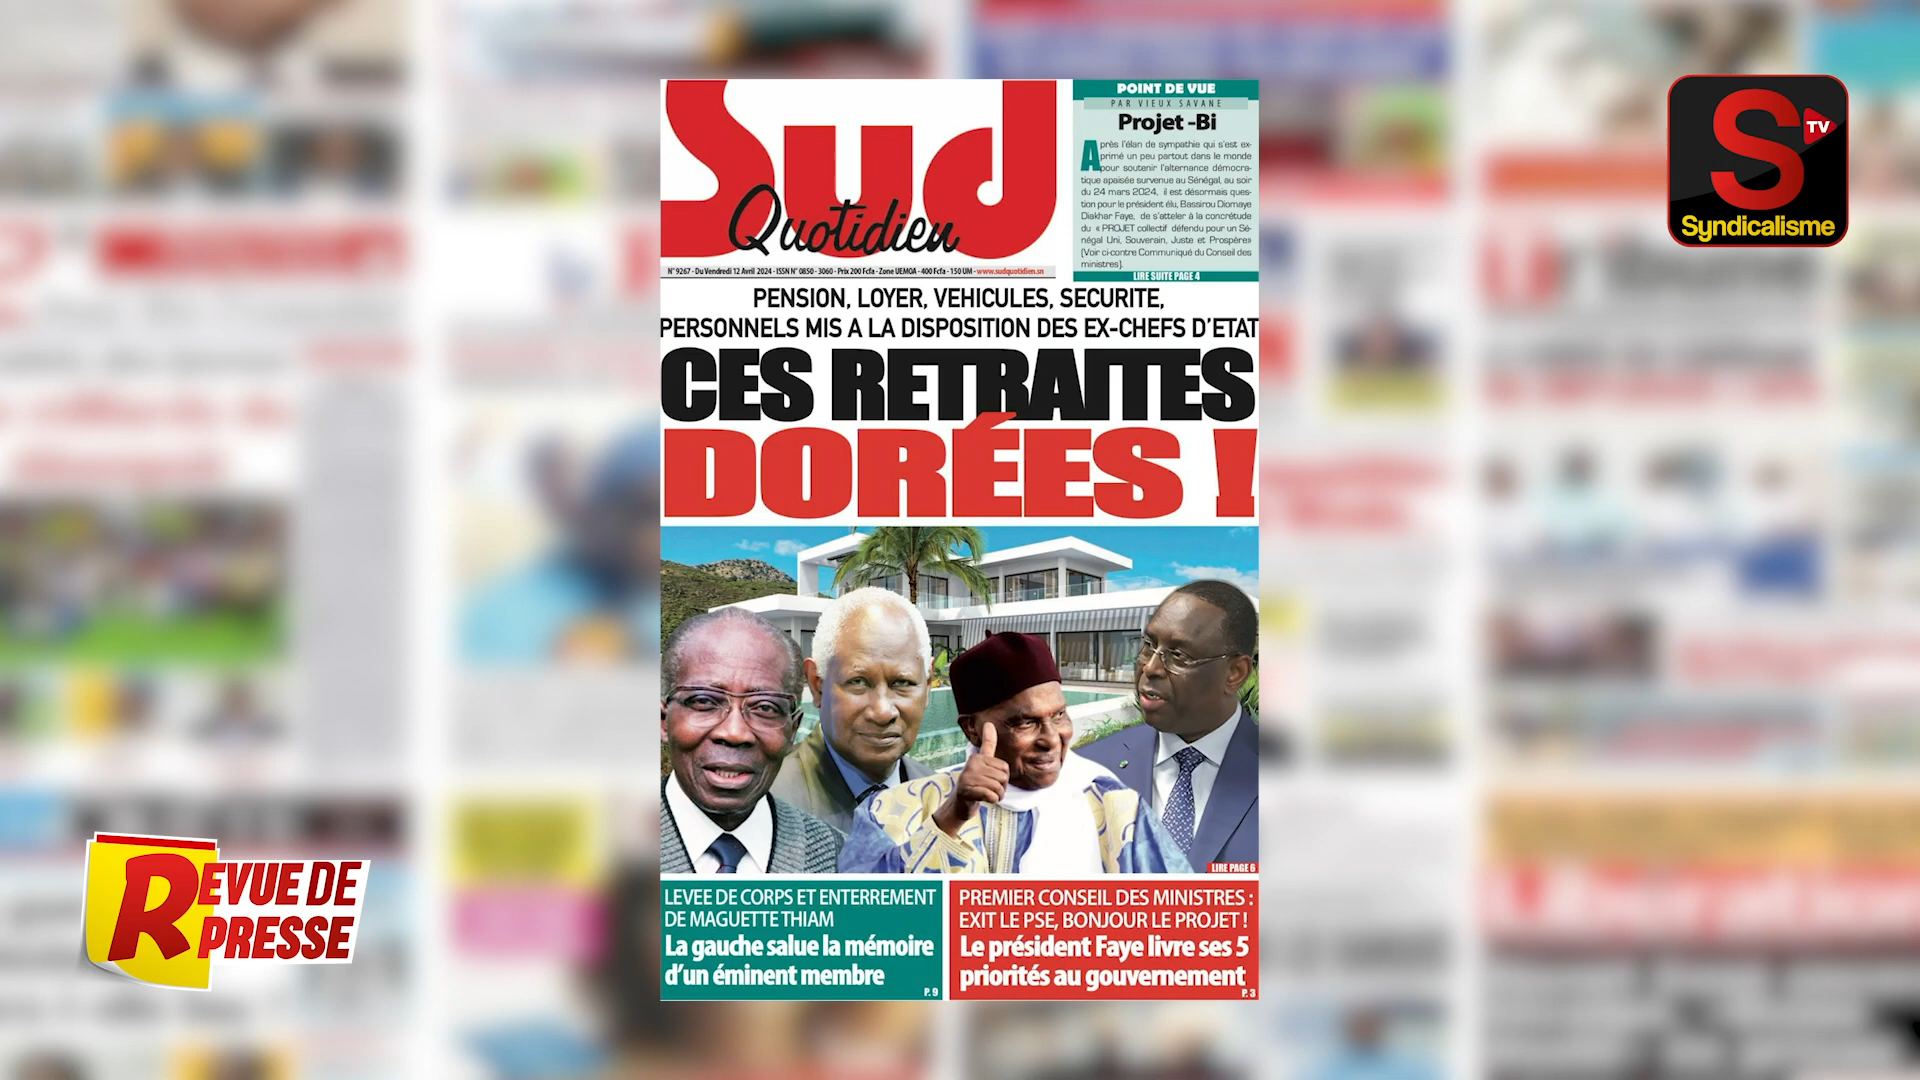 Sud
Quotidien
N° 9267 - Du Vendredi 12 Avril 2024 - ISSN N° 0850 - 3060 - Prix 200 Fcfa - Zone UEMOA - 400 Fcfa - 150 UM - www.sudquotidien.sn
POINT DE VUE
PAR VIEUX SAVANE
Projet -Bi
Après l'élan de sympathie qui s'est ex-
primé un peu partout dans le monde
pour soutenir l'alternance démocra-
tique apaisée survenue au Sénégal, au soir
du 24 mars 2024, il est désormais ques-
tion pour le président élu, Bassirou Diomaye
Diakhar Faye, de s'atteler à la concrétude
du « PROJET collectif défendu pour un Sé-
négal Uni, Souverain, Juste et Prospère»
(Voir ci-contre Communiqué du Conseil des
ministres).
LIRE SUITE PAGE 4
PENSION, LOYER, VEHICULES, SECURITE,
PERSONNELS MIS A LA DISPOSITION DES EX-CHEFS D'ETAT
CES RETRAITES
DORÉES !
LIRE PAGE 6
LEVEE DE CORPS ET ENTERREMENT
DE MAGUETTE THIAM
La gauche salue la mémoire
d'un éminent membre
P. 9
PREMIER CONSEIL DES MINISTRES :
EXIT LE PSE, BONJOUR LE PROJET !
Le président Faye livre ses 5
priorités au gouvernement
P. 3
S TV
Syndicalisme
REVUE DE
PRESSE